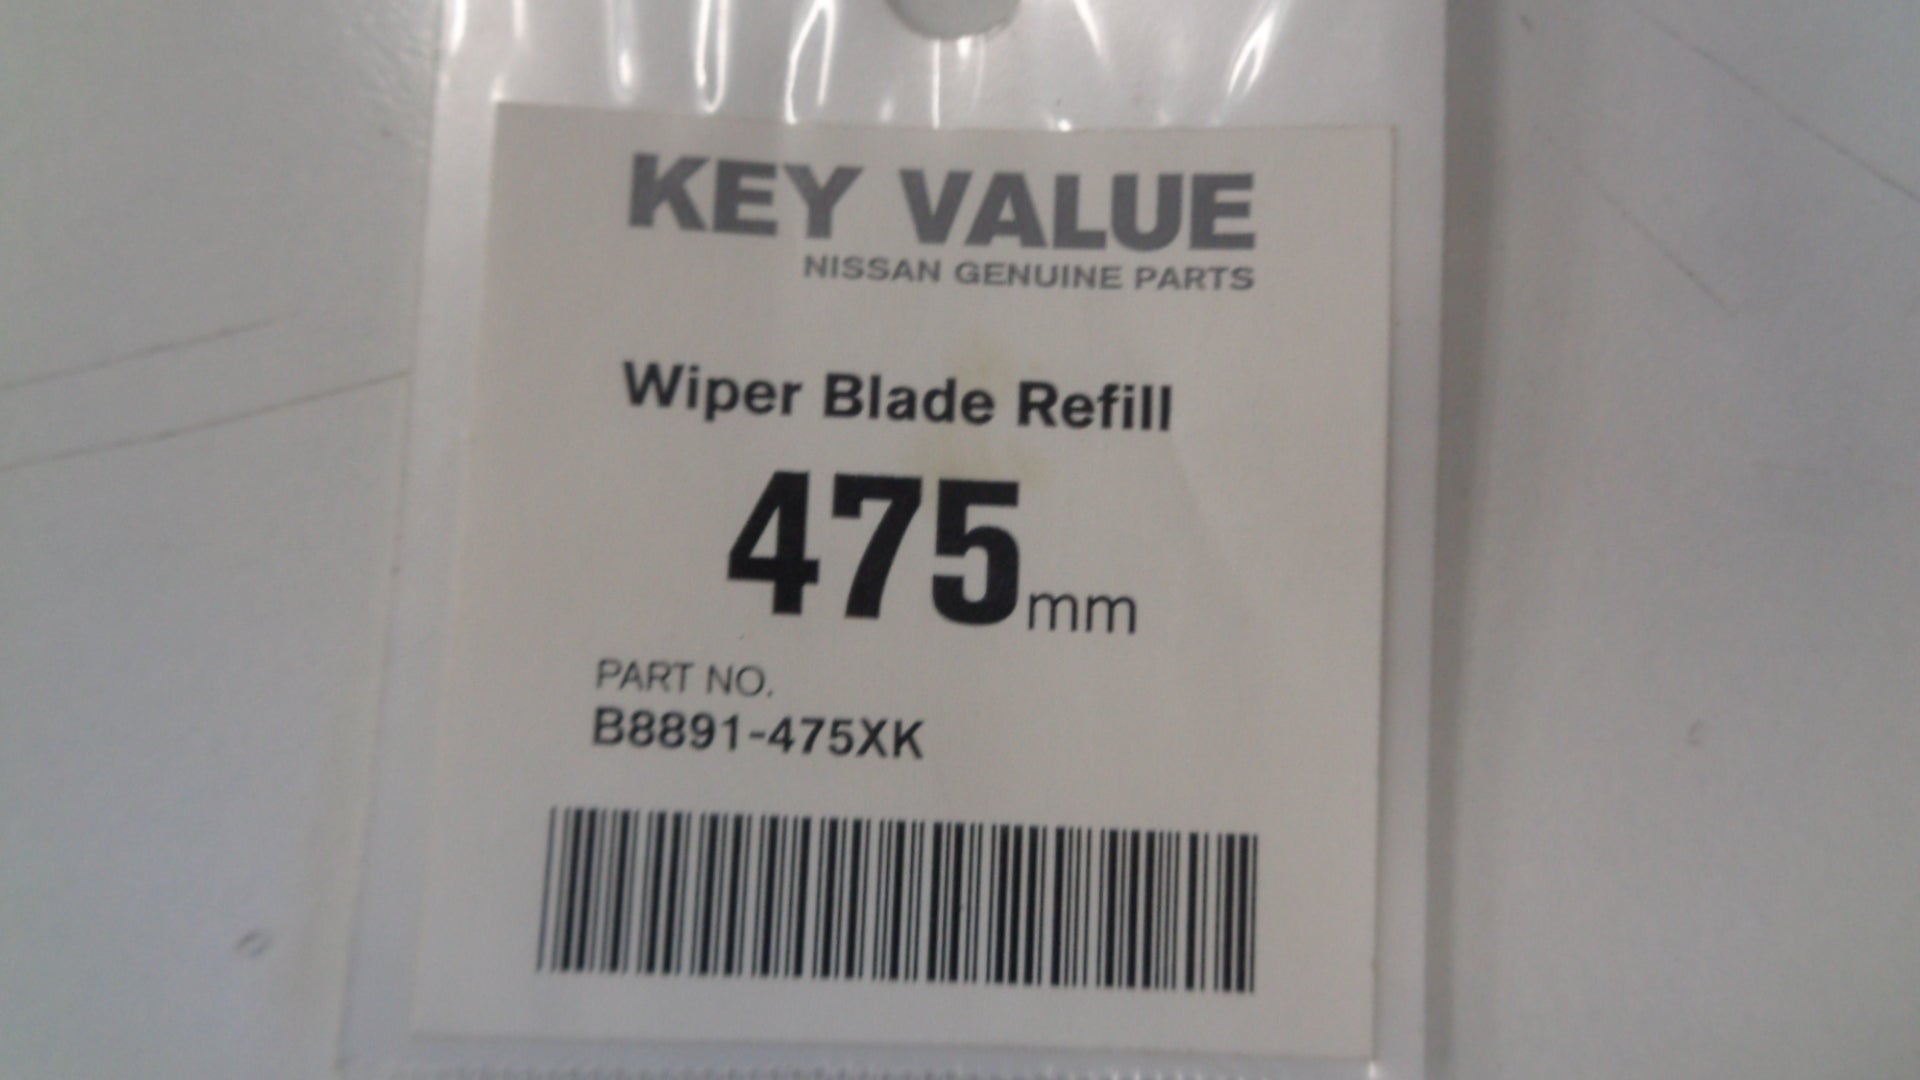 KEY VALUE
NISSAN GENUINE PARTS
Wiper Blade Refill
475mm
PART NO.
B8891-475XK